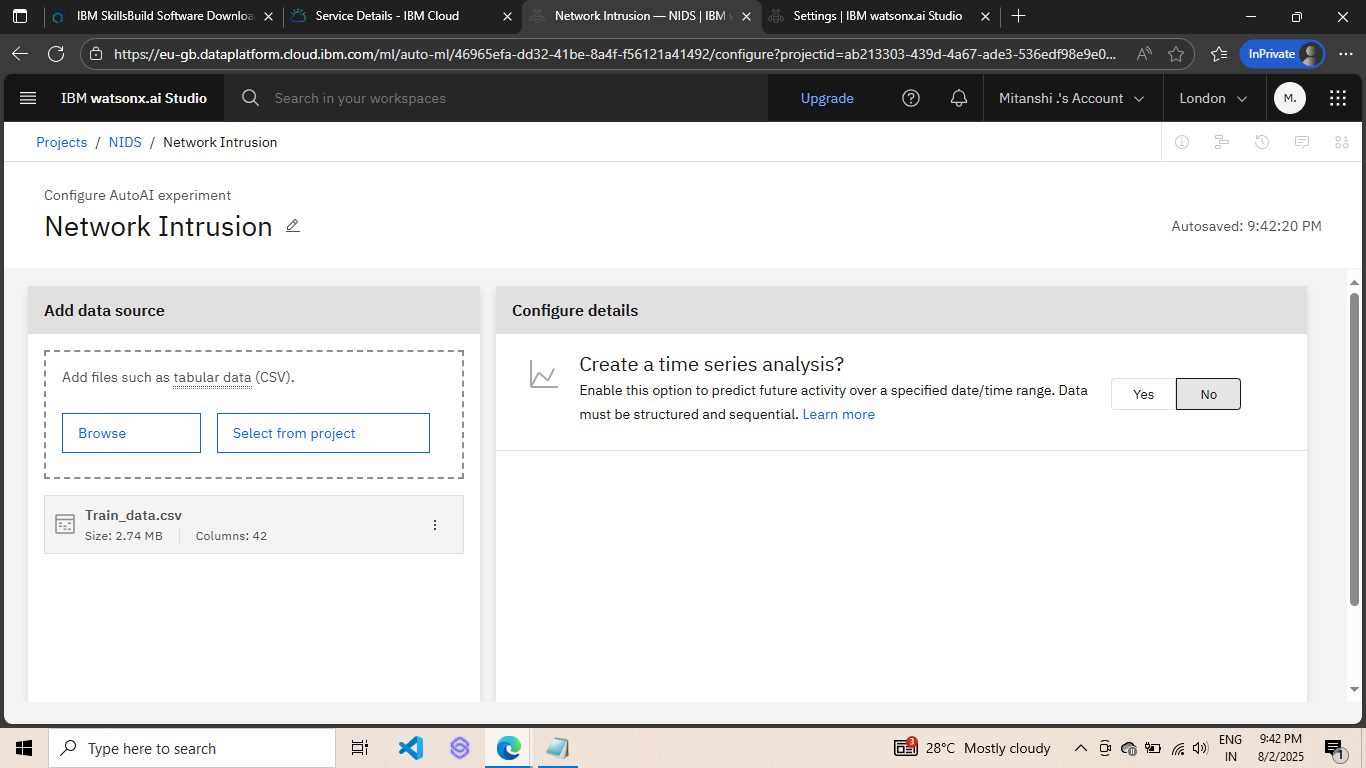 IBM SkillsBuild Software Downloa
Service Details - IBM Cloud
Network Intrusion — NIDS | IBM w
Settings | IBM watsonx.ai Studio
https://eu-gb.dataplatform.cloud.ibm.com/ml/auto-ml/46965efa-dd32-41be-8a4f-f56121a41492/configure?projectid=ab213303-439d-4a67-ade3-536edf98e9e0...
InPrivate
IBM watsonx.ai Studio
Search in your workspaces
Upgrade
Mitanshi .'s Account
London
M.
Projects / NIDS / Network Intrusion
Configure AutoAI experiment
Network Intrusion
Autosaved: 9:42:20 PM
Add data source
Add files such as tabular data (CSV).
Browse
Select from project
Train_data.csv
Size: 2.74 MB
Columns: 42
Configure details
Create a time series analysis?
Enable this option to predict future activity over a specified date/time range. Data
must be structured and sequential. Learn more
Yes
No
Type here to search
3
28°C Mostly cloudy
ENG
IN
9:42 PM
8/2/2025
1